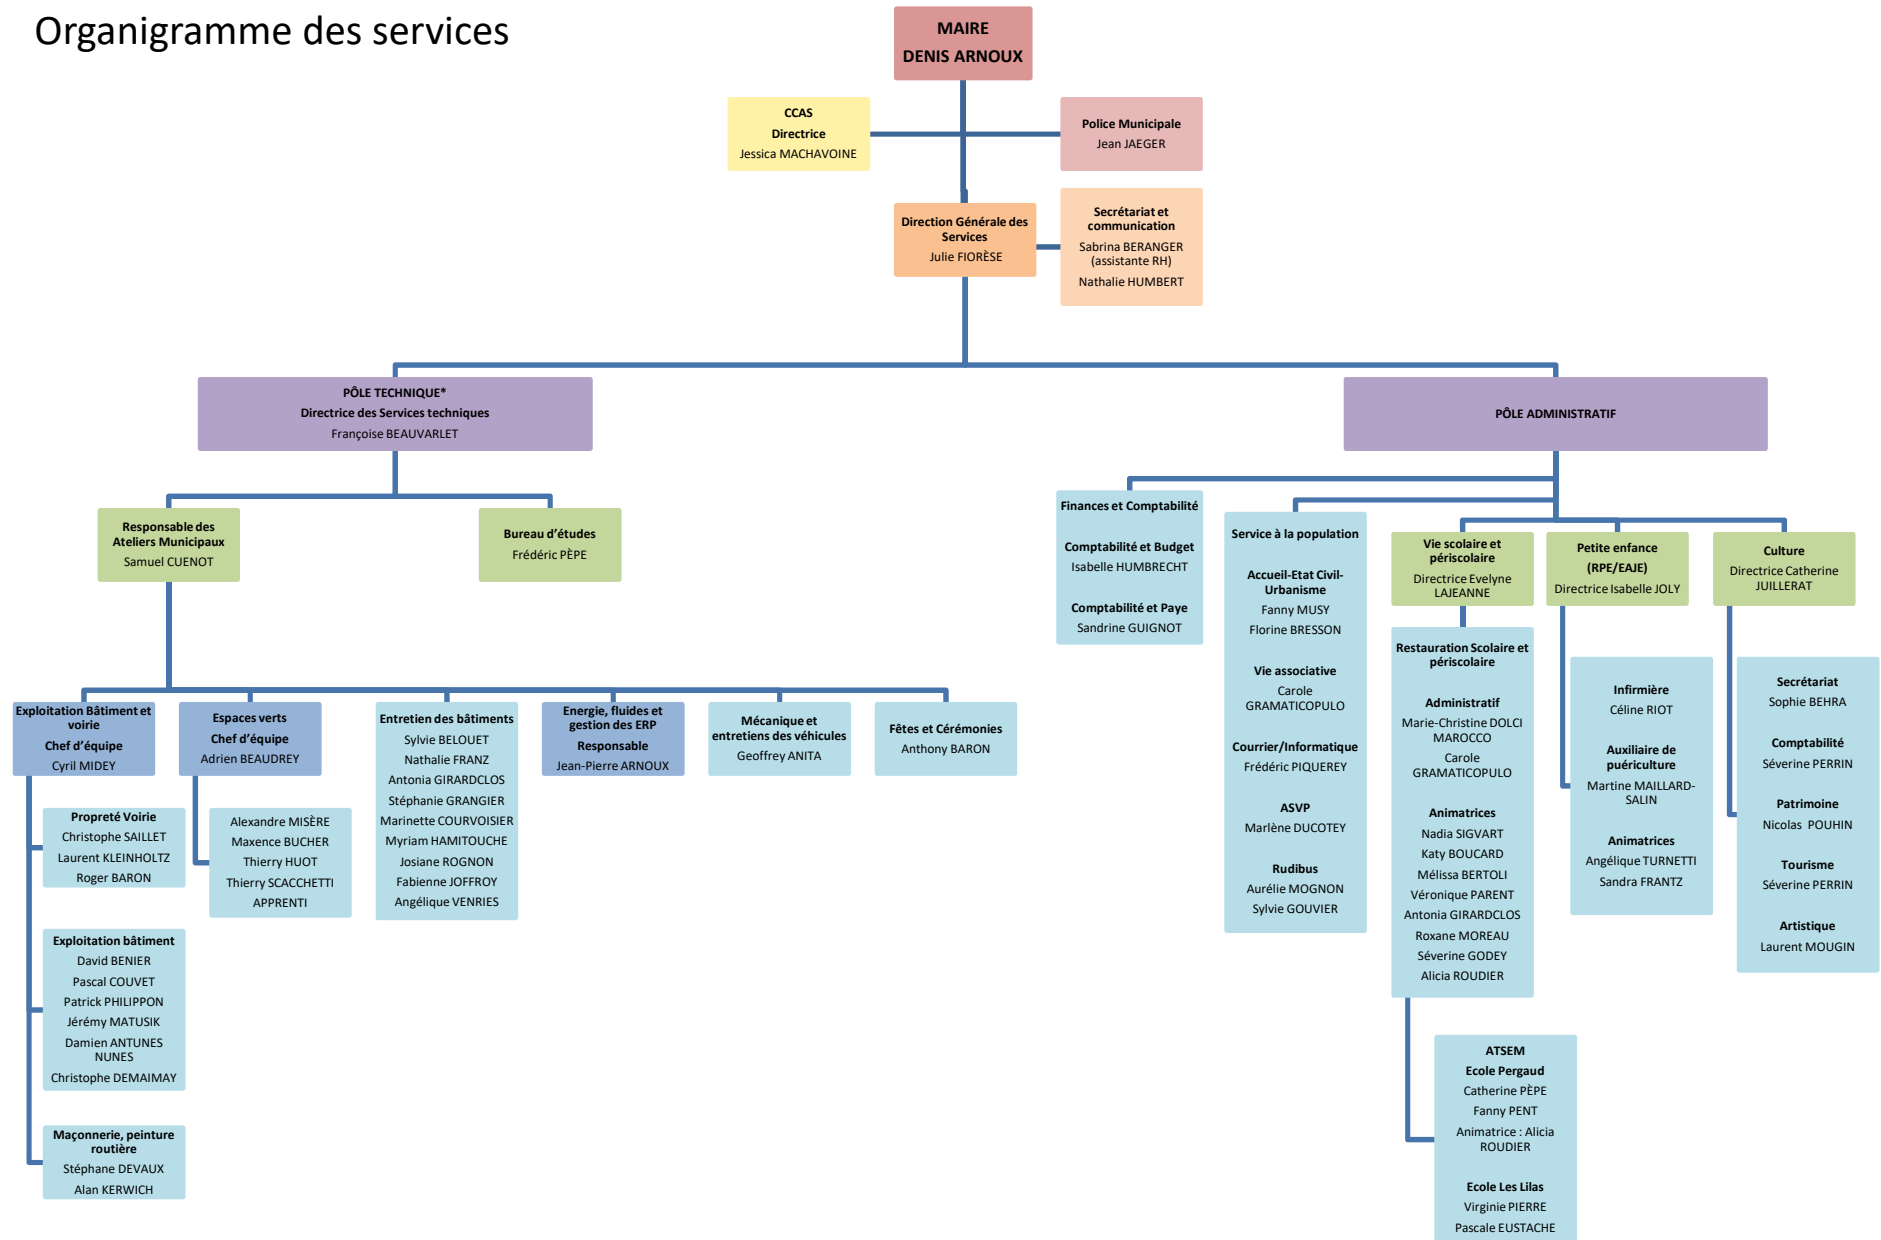 Organigramme des services
MAIRE
DENIS ARNOUX
CCAS
Directrice
Jessica MACHAVOINE
Police Municipale
Jean JAEGER
Direction Générale des
Services
Julie FIORÈSE
Secrétariat et
communication
Sabrina BERANGER
(assistante RH)
Nathalie HUMBERT
PÔLE TECHNIQUE*
Directrice des Services techniques
Françoise BEAUVARLET
PÔLE ADMINISTRATIF
Responsable des
Ateliers Municipaux
Samuel CUENOT
Bureau d’études
Frédéric PÈPE
Exploitation Bâtiment et
voirie
Chef d’équipe
Cyril MIDEY
Propreté Voirie
Christophe SAILLET
Laurent KLEINHOLTZ
Roger BARON
Exploitation bâtiment
David BENIER
Pascal COUVET
Patrick PHILIPPON
Jérémy MATUSIK
Damien ANTUNES
NUNES
Christophe DEMAIMAY
Maçonnerie, peinture
routière
Stéphane DEVAUX
Alan KERWICH
Espaces verts
Chef d’équipe
Adrien BEAUDREY
Alexandre MISÈRE
Maxence BUCHER
Thierry HUOT
Thierry SCACCHETTI
APPRENTI
Entretien des bâtiments
Sylvie BELOUET
Nathalie FRANZ
Antonia GIRARDCLOS
Stéphanie GRANGIER
Marinette COURVOISIER
Myriam HAMITOUCHE
Josiane ROGNON
Fabienne JOFFROY
Angélique VENRIES
Energie, fluides et
gestion des ERP
Responsable
Jean-Pierre ARNOUX
Mécanique et
entretiens des véhicules
Geoffrey ANITA
Fêtes et Cérémonies
Anthony BARON
Finances et Comptabilité
Comptabilité et Budget
Isabelle HUMBRECHT
Comptabilité et Paye
Sandrine GUIGNOT
Service à la population
Accueil-Etat Civil-
Urbanisme
Fanny MUSY
Florine BRESSON
Vie associative
Carole
GRAMATICOPULO
Courrier/Informatique
Frédéric PIQUEREY
ASVP
Marlène DUCOTEY
Rudibus
Aurélie MOGNON
Sylvie GOUVIER
Vie scolaire et
périscolaire
Directrice Evelyne
LAJEANNE
Restauration Scolaire et
périscolaire
Administratif
Marie-Christine DOLCI
MAROCCO
Carole
GRAMATICOPULO
Animatrices
Nadia SIGVART
Katy BOUCARD
Mélissa BERTOLI
Véronique PARENT
Antonia GIRARDCLOS
Roxane MOREAU
Séverine GODEY
Alicia ROUDIER
ATSEM
Ecole Pergaud
Catherine PÈPE
Fanny PENT
Animatrice : Alicia
ROUDIER
Ecole Les Lilas
Virginie PIERRE
Pascale EUSTACHE
Petite enfance
(RPE/EAJE)
Directrice Isabelle JOLY
Infirmière
Céline RIOT
Auxiliaire de
puériculture
Martine MAILLARD-
SALIN
Animatrices
Angélique TURNETTI
Sandra FRANTZ
Culture
Directrice Catherine
JUILLERAT
Secrétariat
Sophie BEHRA
Comptabilité
Séverine PERRIN
Patrimoine
Nicolas POUHIN
Tourisme
Séverine PERRIN
Artistique
Laurent MOUGIN